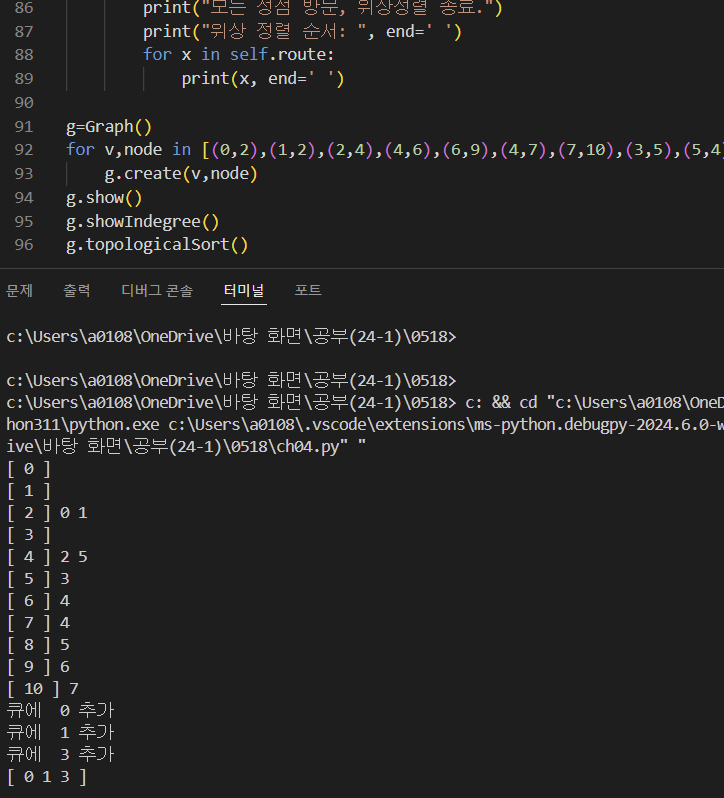 86 print("모든 정점 방문, 위상정렬 종료.")
87 print("위상 정렬 순서: ", end=' ')
88 for x in self.route:
89 print(x, end=' ')
90
91 g=Graph()
92 for v,node in [(0,2),(1,2),(2,4),(4,6),(6,9),(4,7),(7,10),(3,5),(5,4)
93 g.create(v,node)
94 g.show()
95 g.showIndegree()
96 g.topologicalSort()
문제 출력 디버그 콘솔 터미널 포트
c:\Users\a0108\OneDrive\바탕 화면\공부(24-1)\0518>
c:\Users\a0108\OneDrive\바탕 화면\공부(24-1)\0518>
c:\Users\a0108\OneDrive\바탕 화면\공부(24-1)\0518> c: && cd "c:\Users\a0108\OneD
hon311\python.exe c:\Users\a0108\.vscode\extensions\ms-python.debugpy-2024.6.0-w
ive\바탕 화면\공부(24-1)\0518\ch04.py" "
[ 0 ]
[ 1 ]
[ 2 ] 0 1
[ 3 ]
[ 4 ] 2 5
[ 5 ] 3
[ 6 ] 4
[ 7 ] 4
[ 8 ] 5
[ 9 ] 6
[ 10 ] 7
큐에  0 추가
큐에  1 추가
큐에  3 추가
[ 0 1 3 ]